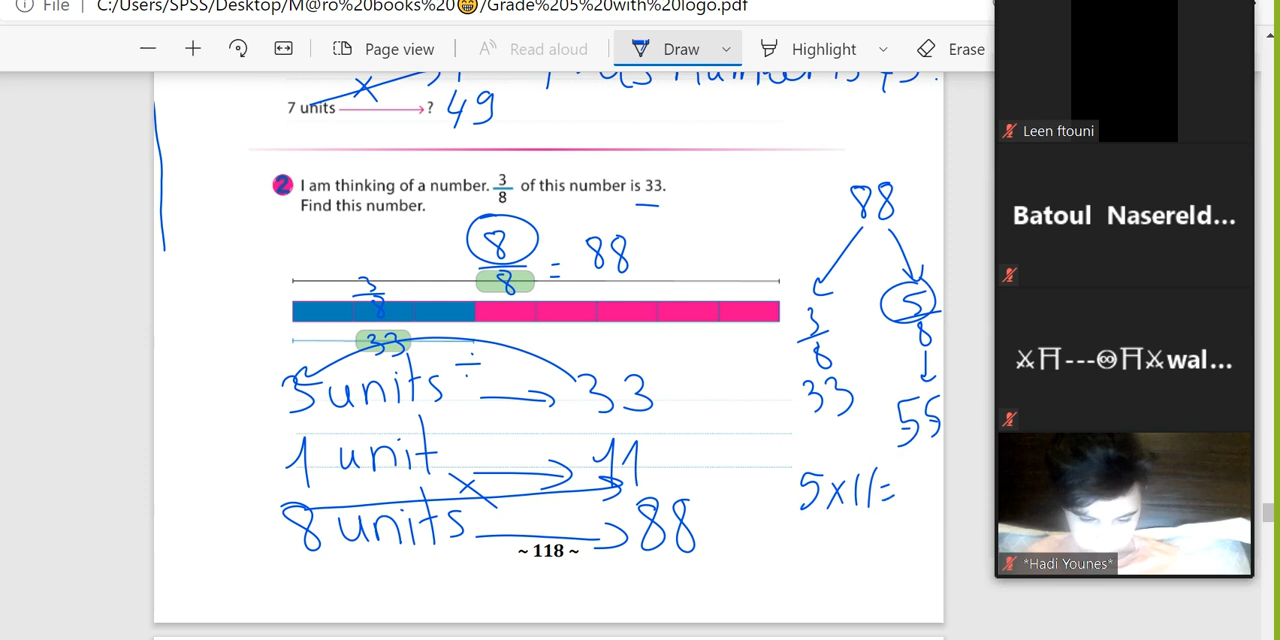 File | C:/Users/SPSS/Desktop/M@ro%20books%20😁/Grade%205%20with%20logo.pdf
Page view | Read aloud | Draw Highlight Erase
7 units ? 49
2 I am thinking of a number. 3/8 of this number is 33.
Find this number.
8/8 = 88
3/8
33
3 units ÷ → 33
1 unit → 11
8 units → 88
×
~ 118 ~
88
3/8 5/8
33 55
5 x 11 =
Leen ftouni
Batoul Nasereld...
⚔⛩---♾⛩⚔wal...
*Hadi Younes*